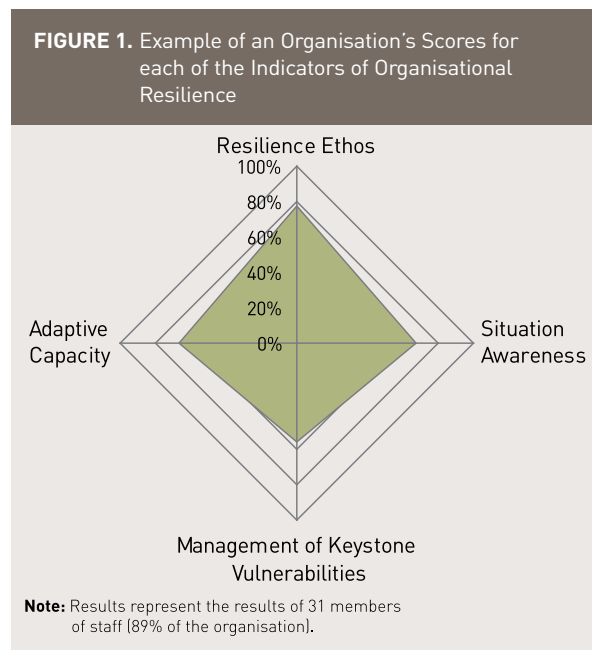 FIGURE 1. Example of an Organisation’s Scores for
each of the Indicators of Organisational
Resilience
Resilience Ethos
100%
80%
60%
40%
20%
0%
Adaptive
Capacity
Situation
Awareness
Management of Keystone
Vulnerabilities
Note: Results represent the results of 31 members
of staff (89% of the organisation).